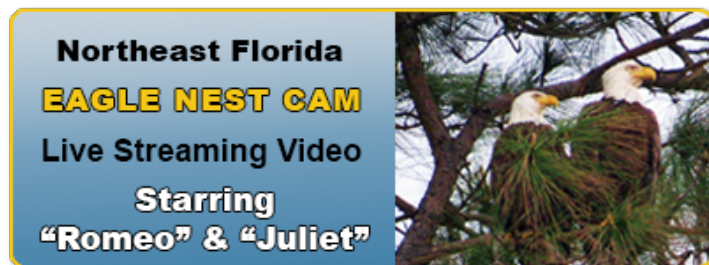 Northeast Florida
EAGLE NEST CAM
Live Streaming Video
Starring
“Romeo” & “Juliet”